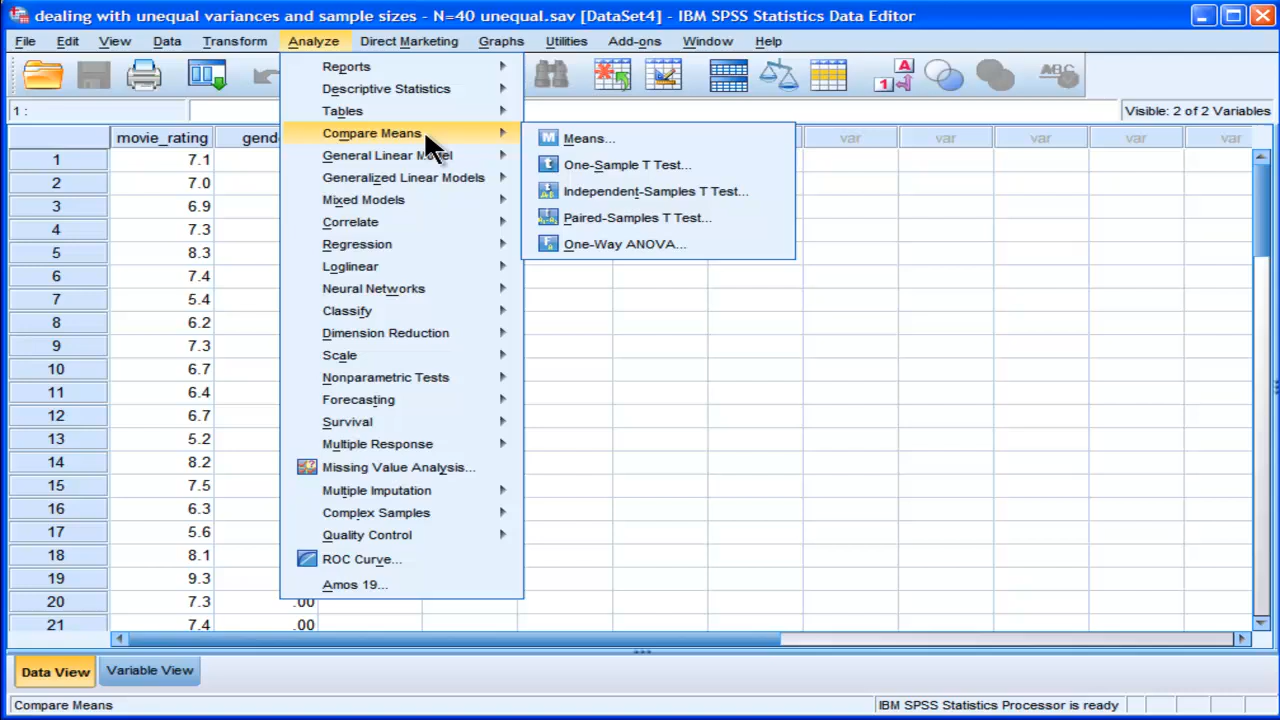 dealing with unequal variances and sample sizes - N=40 unequal.sav [DataSet4] - IBM SPSS Statistics Data Editor
File Edit View Data Transform Analyze Direct Marketing Graphs Utilities Add-ons Window Help
A
1
ABC
1 :
Visible: 2 of 2 Variables
movie_rating gend var var var var var
1 7.1
2 7.0
3 6.9
4 7.3
5 8.3
6 7.4
7 5.4
8 6.2
9 7.3
10 6.7
11 6.4
12 6.7
13 5.2
14 8.2
15 7.5
16 6.3
17 5.6
18 8.1
19 9.3
20 7.3 .00
21 7.4 .00
Reports
Descriptive Statistics
Tables
Compare Means
General Linear Model
Generalized Linear Models
Mixed Models
Correlate
Regression
Loglinear
Neural Networks
Classify
Dimension Reduction
Scale
Nonparametric Tests
Forecasting
Survival
Multiple Response
Missing Value Analysis...
Multiple Imputation
Complex Samples
Quality Control
ROC Curve...
Amos 19...
M Means...
t One-Sample T Test...
Independent-Samples T Test...
Paired-Samples T Test...
One-Way ANOVA...
Data View Variable View
Compare Means
IBM SPSS Statistics Processor is ready